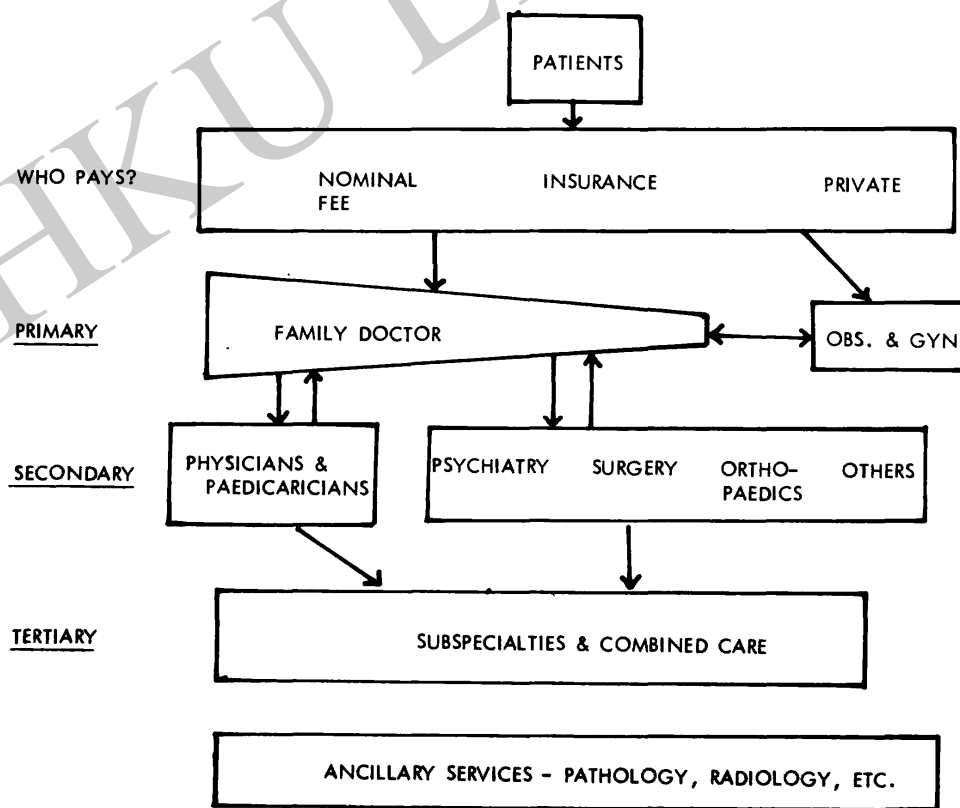 PATIENTS
WHO PAYS?
NOMINAL FEE
INSURANCE
PRIVATE
PRIMARY
FAMILY DOCTOR
OBS. & GYN
SECONDARY
PHYSICIANS &
PAEDICARICIANS
PSYCHIATRY
SURGERY
ORTHO-
PAEDICS
OTHERS
TERTIARY
SUBSPECIALTIES & COMBINED CARE
ANCILLARY SERVICES - PATHOLOGY, RADIOLOGY, ETC.
HKU